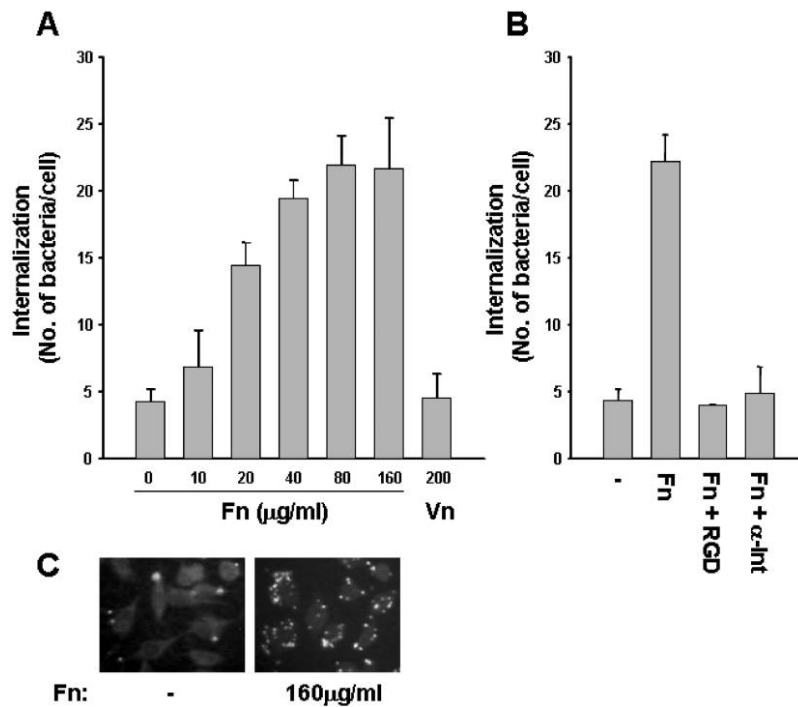 A
Internalization
(No. of bacteria/cell)
30
25
20
15
10
5
0
0 10 20 40 80 160 200
Fn (μg/ml) Vn
B
Internalization
(No. of bacteria/cell)
30
25
20
15
10
5
0
-
Fn
Fn + RGD
Fn + α-Int
C
Fn: - 160μg/ml